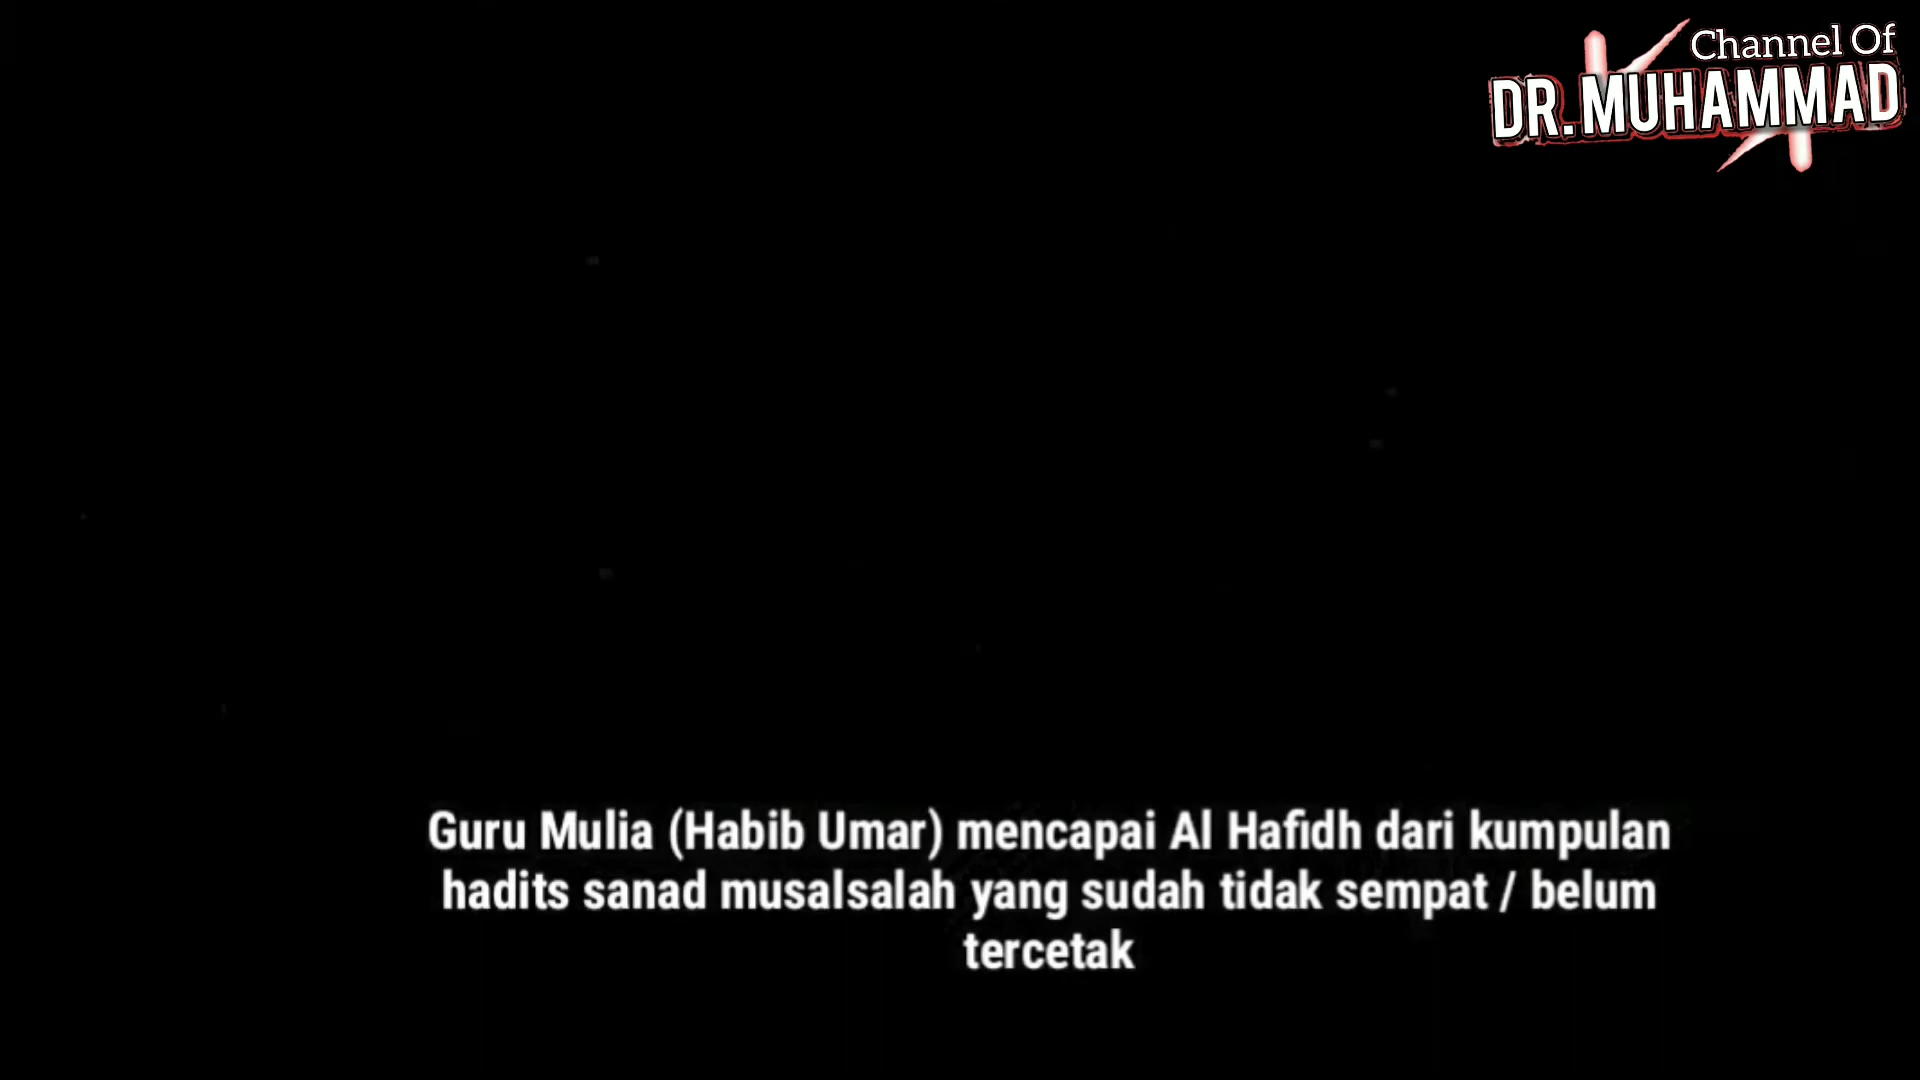 Channel Of
DR.MUHAMMAD
Guru Mulia (Habib Umar) mencapai Al Hafidh dari kumpulan
hadits sanad musalsalah yang sudah tidak sempat / belum
tercetak